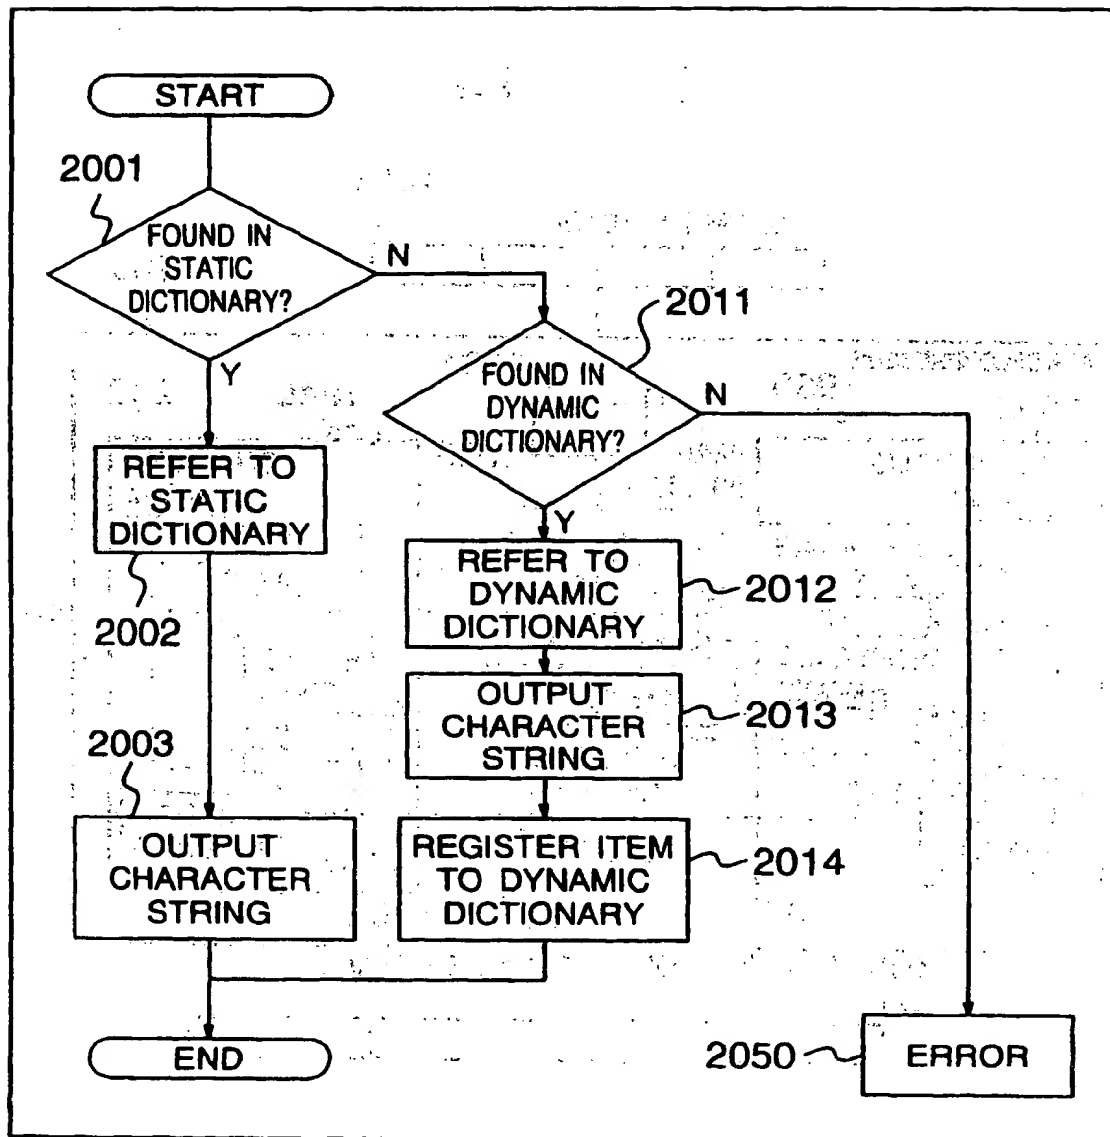 START
2001
FOUND IN
STATIC
DICTIONARY?
N
Y
2011
FOUND IN
DYNAMIC
DICTIONARY?
N
Y
REFER TO
STATIC
DICTIONARY
2002
REFER TO
DYNAMIC
DICTIONARY
2012
OUTPUT
CHARACTER
STRING
2013
2003
OUTPUT
CHARACTER
STRING
REGISTER ITEM
TO DYNAMIC
DICTIONARY
2014
END
2050
ERROR